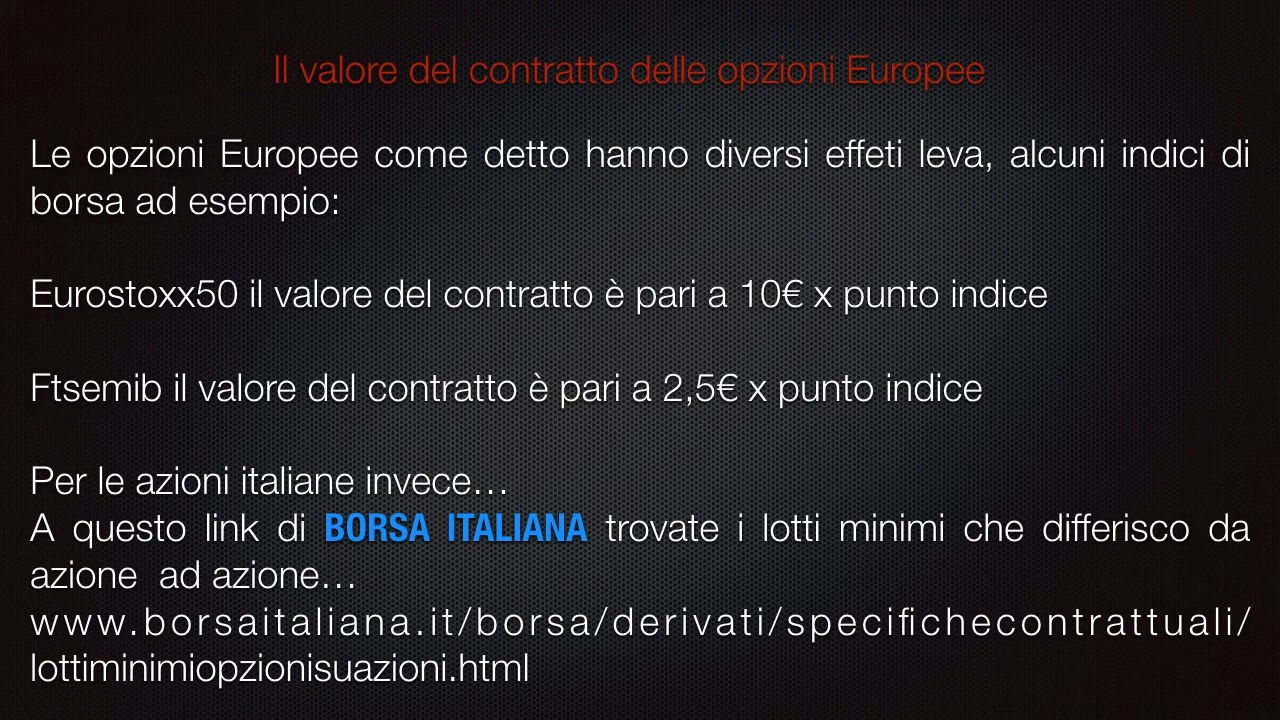 Il valore del contratto delle opzioni Europee
Le opzioni Europee come detto hanno diversi effeti leva, alcuni indici di
borsa ad esempio:
Eurostoxx50 il valore del contratto è pari a 10€ x punto indice
Ftsemib il valore del contratto è pari a 2,5€ x punto indice
Per le azioni italiane invece…
A questo link di BORSA ITALIANA trovate i lotti minimi che differisco da
azione  ad azione…
www.borsaitaliana.it/borsa/derivati/specifichecontrattuali/
lottiminimiopzionisuazioni.html